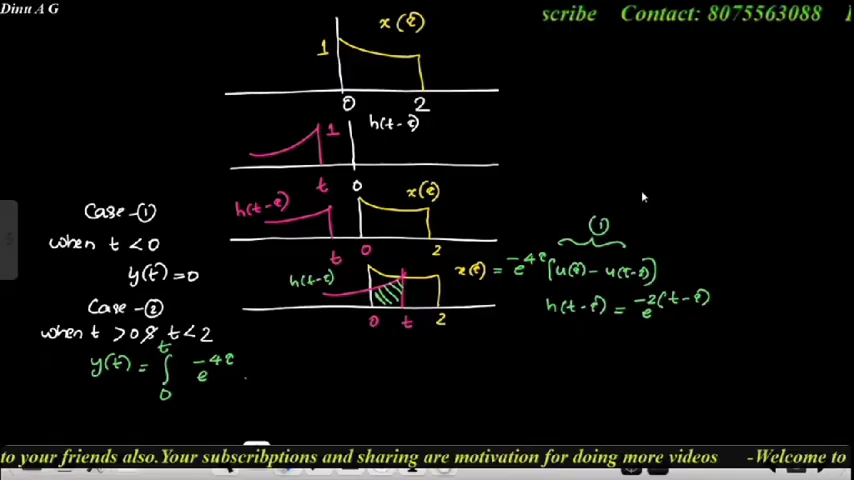 Dinu A G
scribe Contact: 8075563088
x(τ)
1
0 2
h(t-τ)
1
t 0
h(t-τ) x(τ)
t 0 2
h(t-τ)
0 t 2
Case-①
when t < 0
y(t) = 0
Case-②
when t > 0 & t < 2
y(t) = ∫₀ᵗ e^-4τ
①
x(τ) = e^-4τ [u(τ) - u(τ-2)]
h(t-τ) = e^-2(t-τ)
to your friends also.Your subscribptions and sharing are motivation for doing more videos -Welcome to